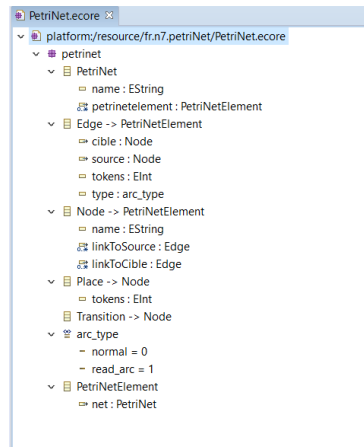 PetriNet.ecore
platform:/resource/fr.n7.petriNet/PetriNet.ecore
petrinet
PetriNet
name : EString
petrinetelement : PetriNetElement
Edge -> PetriNetElement
cible : Node
source : Node
tokens : EInt
type : arc_type
Node -> PetriNetElement
name : EString
linkToSource : Edge
linkToCible : Edge
Place -> Node
tokens : EInt
Transition -> Node
arc_type
normal = 0
read_arc = 1
PetriNetElement
net : PetriNet